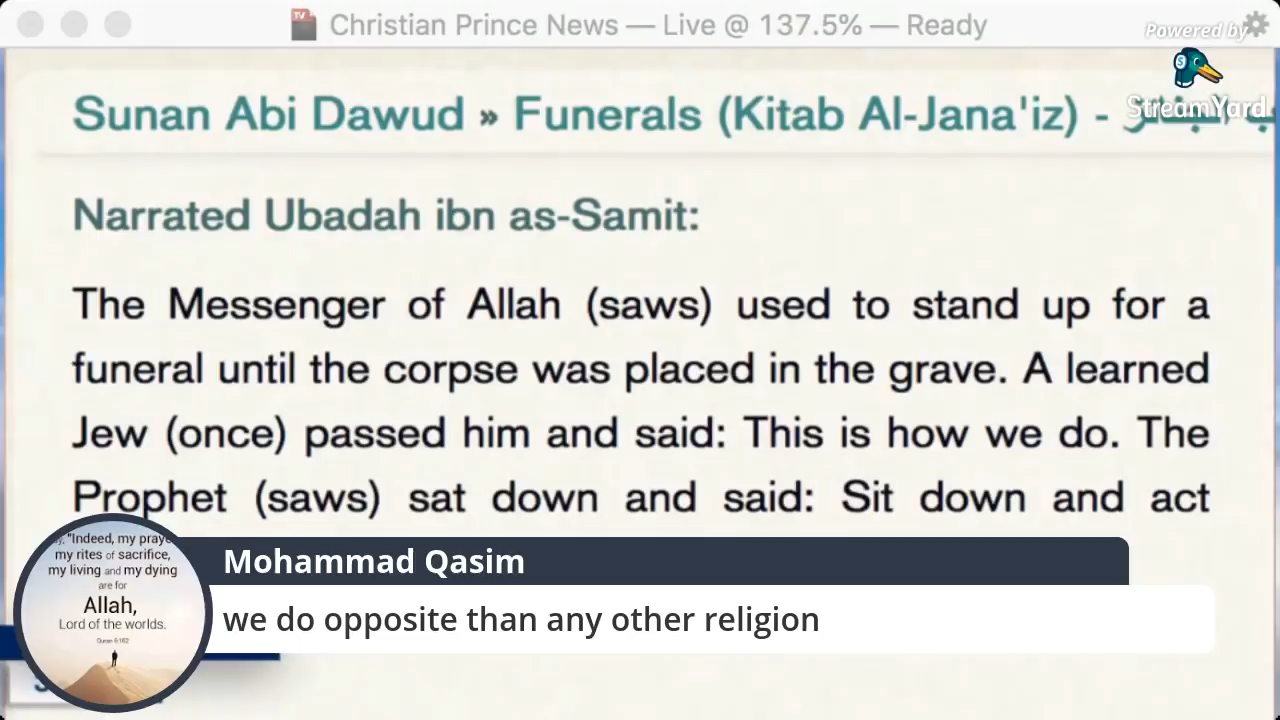 Christian Prince News — Live @ 137.5% — Ready
Powered by
StreamYard
Sunan Abi Dawud » Funerals (Kitab Al-Jana'iz) -
Narrated Ubadah ibn as-Samit:
The Messenger of Allah (saws) used to stand up for a
funeral until the corpse was placed in the grave. A learned
Jew (once) passed him and said: This is how we do. The
Prophet (saws) sat down and said: Sit down and act
"Indeed, my praye
my rites of sacrifice,
my living and my dying
are for
Allah,
Lord of the worlds.
Quran 6:162
Mohammad Qasim
we do opposite than any other religion